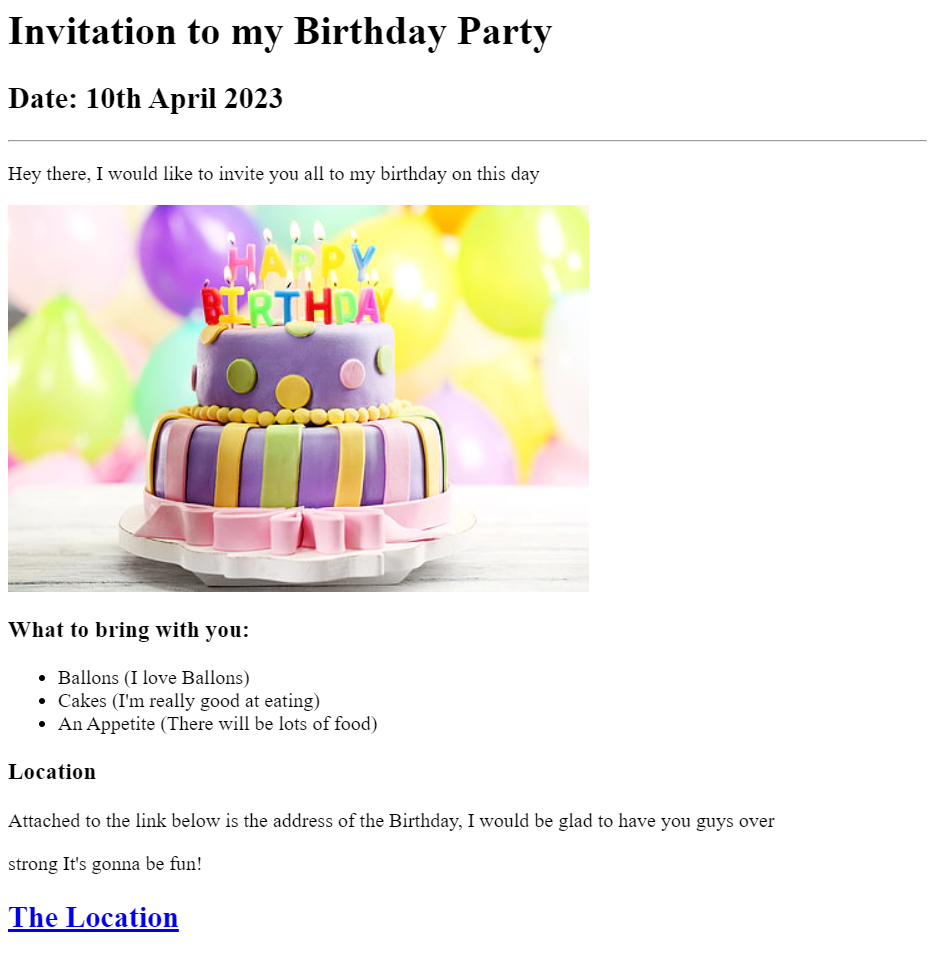 Invitation to my Birthday Party
Date: 10th April 2023
Hey there, I would like to invite you all to my birthday on this day
HAPPY
BIRTHDAY
What to bring with you:
Ballons (I love Ballons)
Cakes (I'm really good at eating)
An Appetite (There will be lots of food)
Location
Attached to the link below is the address of the Birthday, I would be glad to have you guys over
strong It's gonna be fun!
The Location